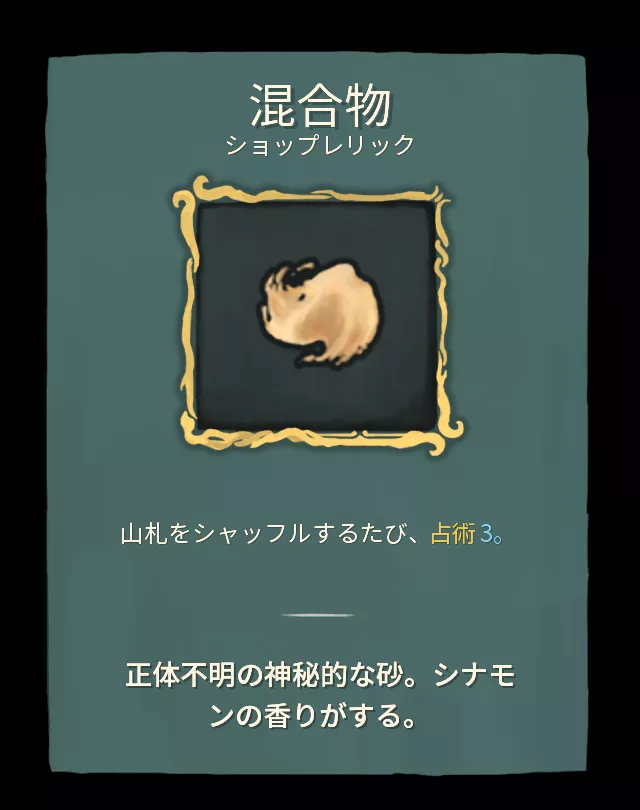 混合物
ショップレリック
山札をシャッフルするたび、占術3。
正体不明の神秘的な砂。シナモ
ンの香りがする。